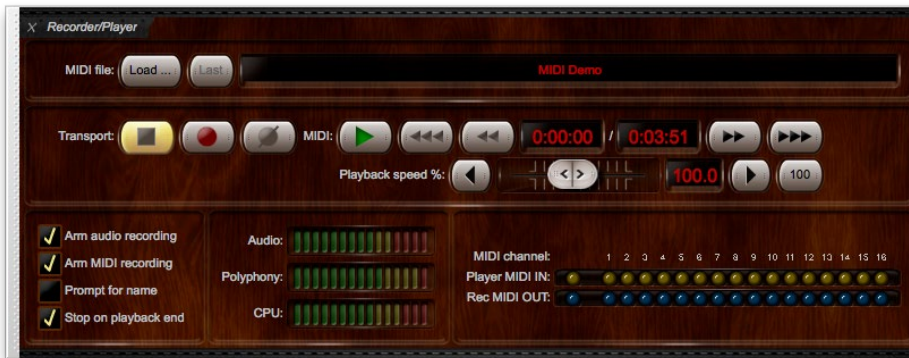 X Recorder/Player
MIDI file: Load ... Last MIDI Demo
Transport: MIDI: 0:00:00 / 0:03:51
Playback speed %: <> 100.0 100
Arm audio recording
Arm MIDI recording
Prompt for name
Stop on playback end
Audio:
Polyphony:
CPU:
MIDI channel: 1 2 3 4 5 6 7 8 9 10 11 12 13 14 15 16
Player MIDI IN:
Rec MIDI OUT: